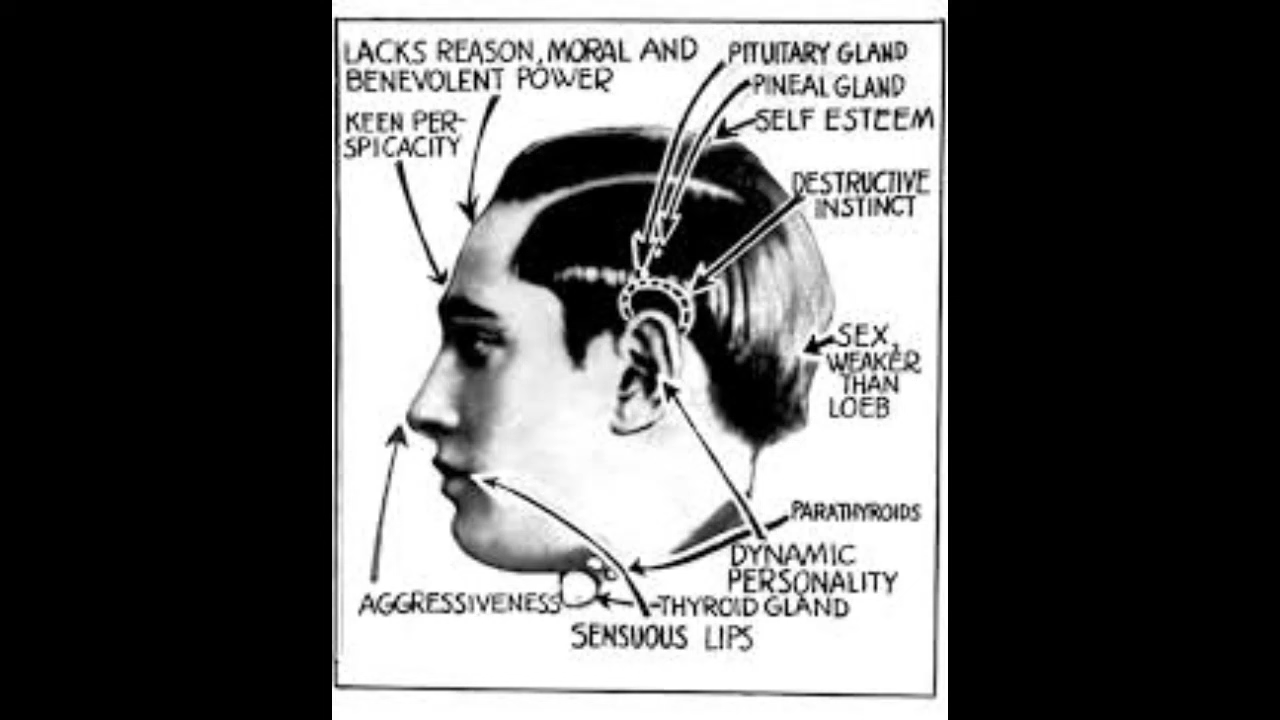 LACKS REASON, MORAL AND
BENEVOLENT POWER
KEEN PER-
SPICACITY
PITUITARY GLAND
PINEAL GLAND
SELF ESTEEM
DESTRUCTIVE
INSTINCT
SEX,
WEAKER
THAN
LOEB
PARATHYROIDS
DYNAMIC
PERSONALITY
AGGRESSIVENESS
THYROID GLAND
SENSUOUS LIPS